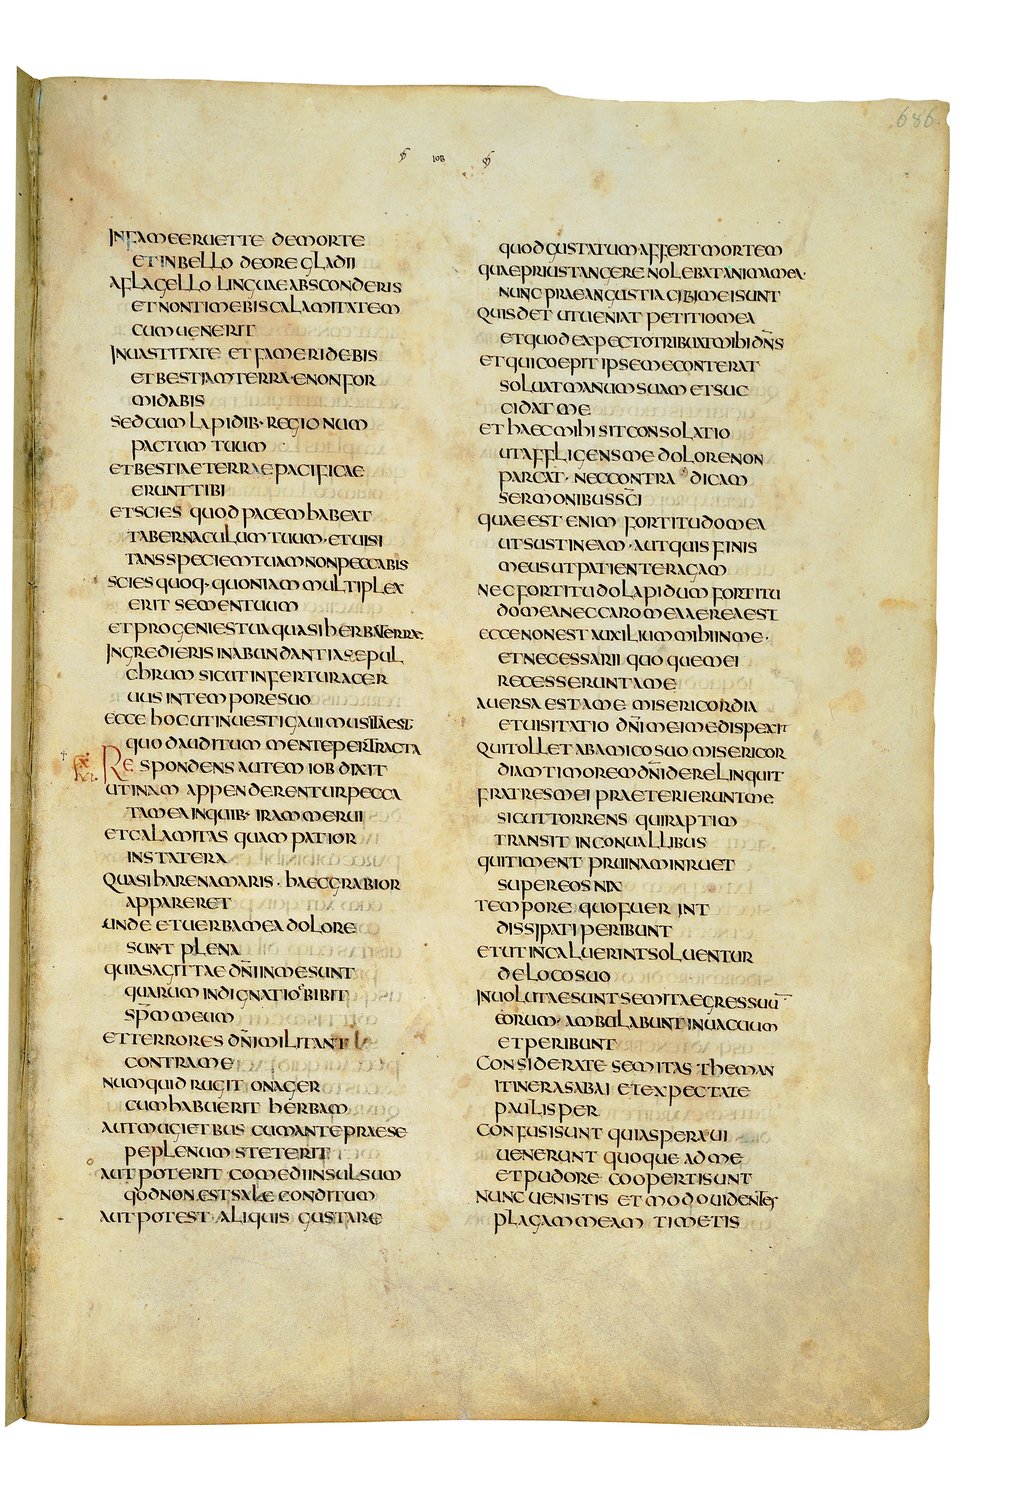 686
IOB
IN FAME ERUET TE DE MORTE
ET IN BELLO DE ORE GLADII
A FLAGELLO LINGUAE ABSCONDERIS
ET NON TIMEBIS CALAMITATEM
CUM UENERIT
IN UASTITATE ET FAME RIDEBIS
ET BESTIAM TERRAE NON FOR
MIDABIS
SED CUM LAPIDIB· REGIONUM
PACTUM TUUM
ET BESTIAE TERRAE PACIFICAE
ERUNT TIBI
ET SCIES QUOD PACEM HABEAT
TABERNACULUM TUUM· ET UISI
TANS SPECIEM TUAM NON PECCABIS
SCIES QUOQ· QUONIAM MULTIPLEX
ERIT SEMEN TUUM
ET PROGENIES TUA QUASI HERBA TERRAE
INGREDIERIS IN ABUNDANTIA SEPUL
CHRUM SICUT INFERTUR ACER
UUS IN TEMPORE SUO
ECCE HOC UT INUESTIGAUIMUS ITA EST
QUOD AUDITUM MENTE PERTRACTA
RESPONDENS AUTEM IOB DIXIT
UTINAM APPENDERENTUR PECCA
TA MEA IN QUIB· IRAM MERUI
ET CALAMITAS QUAM PATIOR
IN STATERA
QUASI HARENA MARIS· HAEC GRABIOR
APPARERET
UNDE ET UERBA MEA DOLORE
SUNT PLENA
QUIA SAGITTAE DN̄I IN ME SUNT
QUARUM INDIGNATIO BIBIT
SPM̄ MEUM
ET TERRORES DN̄I MILITANT
CONTRA ME
NUMQUID RUGIT ONAGER
CUM HABUERIT HERBAM
AUT MUGIET BUS CUM ANTE PRAESE
PE PLENUM STETERIT
AUT POTERIT COMEDI INSULSUM
QUOD NON EST SALE CONDITUM
AUT POTEST ALIQUIS GUSTARE
QUOD GUSTATUM AFFERT MORTEM
QUAE PRIUS TANGERE NOLEBAT ANIMA MEA·
NUNC PRAE ANGUSTIA CIBI MEI SUNT
QUIS DET UT UENIAT PETITIO MEA
ET QUOD EXPECTO TRIBUAT MIHI DN̄S
ET QUI COEPIT IPSE ME CONTERAT
SOLUAT MANUM SUAM ET SUC
CIDAT ME
ET HAEC MIHI SIT CONSOLATIO
UT AFFLIGENS ME DOLORE NON
PARCAT· NEC CONTRADICAM
SERMONIBUS SC̄I
QUAE EST ENIM FORTITUDO MEA
UT SUSTINEAM· AUT QUIS FINIS
MEUS UT PATIENTER AGAM
NEC FORTITUDO LAPIDUM FORTITU
DO MEA NEC CARO MEA AEREA EST
ECCE NON EST AUXILIUM MIHI IN ME·
ET NECESSARII QUOQUE MEI
RECESSERUNT A ME
AUERSA EST A ME MISERICORDIA
ET UISITATIO DN̄I MEI ME DISPEXIT
QUI TOLLET AB AMICO SUO MISERICOR
DIAM TIMOREM DN̄I DERELINQUIT
FRATRES MEI PRAETERIERUNT ME
SICUT TORRENS QUI RAPTIM
TRANSIT IN CONUALLIBUS
QUI TIMENT PRUINAM INRUET
SUPER EOS NIX
TEMPORE QUO FUERINT
DISSIPATI PERIBUNT
ET UT INCALUERINT SOLUENTUR
DE LOCO SUO
INUOLUTAE SUNT SEMITAE GRESSUU̅
EORUM· AMBULABUNT IN UACUUM
ET PERIBUNT
CONSIDERATE SEMITAS THEMAN
ITINERA SABAI ET EXPECTATE
PAULISPER
CONFUSI SUNT QUIA SPERAUI
UENERUNT QUOQUE AD ME
ET PUDORE COOPERTI SUNT
NUNC UENISTIS ET MODO UIDENTES
PLAGAM MEAM TIMETIS